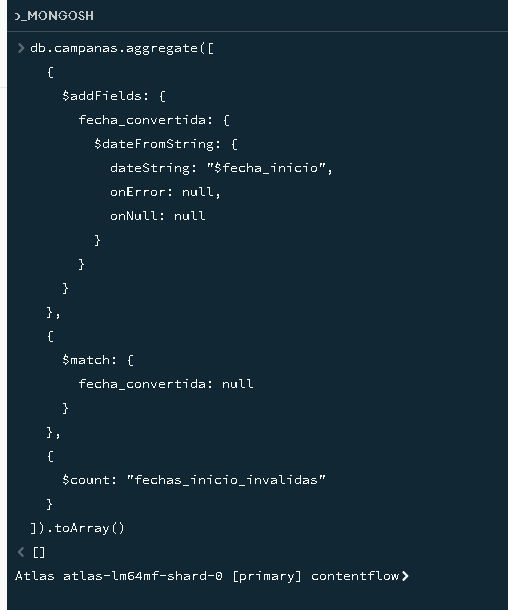 >_MONGOSH
> db.campanas.aggregate([
    {
      $addFields: {
        fecha_convertida: {
          $dateFromString: {
            dateString: "$fecha_inicio",
            onError: null,
            onNull: null
          }
        }
      }
    },
    {
      $match: {
        fecha_convertida: null
      }
    },
    {
      $count: "fechas_inicio_invalidas"
    }
  ]).toArray()
< []
Atlas atlas-lm64mf-shard-0 [primary] contentflow>